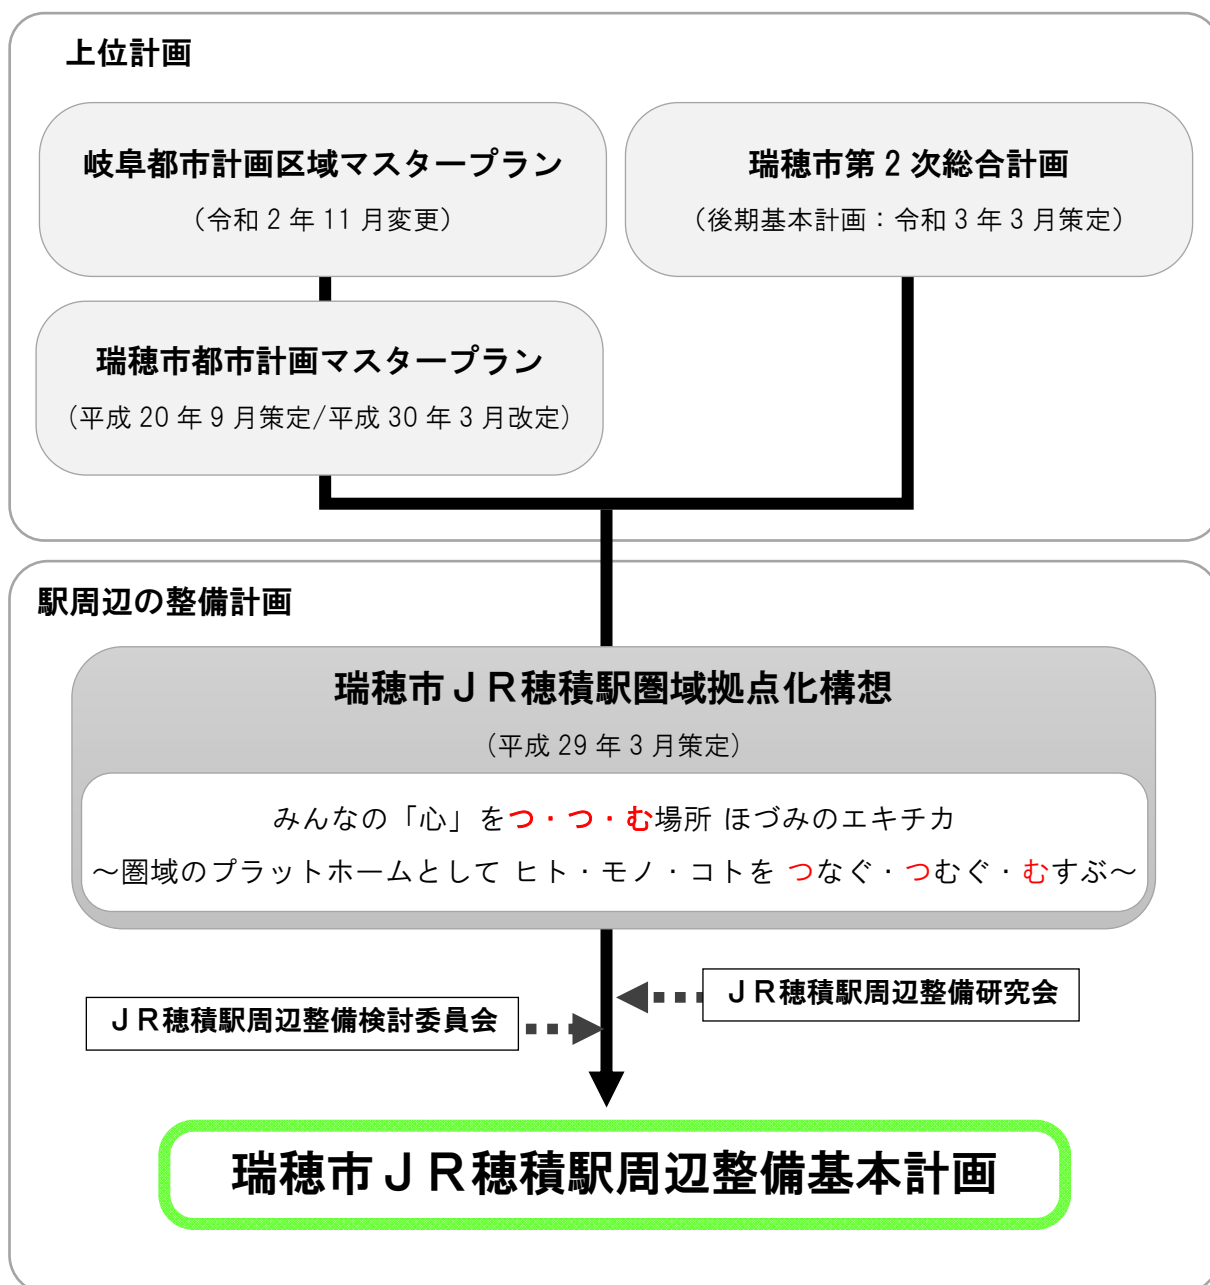 上位計画
岐阜都市計画区域マスタープラン
（令和２年 11 月変更）
瑞穂市第２次総合計画
（後期基本計画：令和３年３月策定）
瑞穂市都市計画マスタープラン
（平成 20 年９月策定/平成 30 年３月改定）
駅周辺の整備計画
瑞穂市ＪＲ穂積駅圏域拠点化構想
（平成 29 年３月策定）
みんなの「心」をつ・つ・む場所 ほづみのエキチカ
～圏域のプラットホームとして ヒト・モノ・コトを つなぐ・つむぐ・むすぶ～
ＪＲ穂積駅周辺整備研究会
ＪＲ穂積駅周辺整備検討委員会
瑞穂市ＪＲ穂積駅周辺整備基本計画